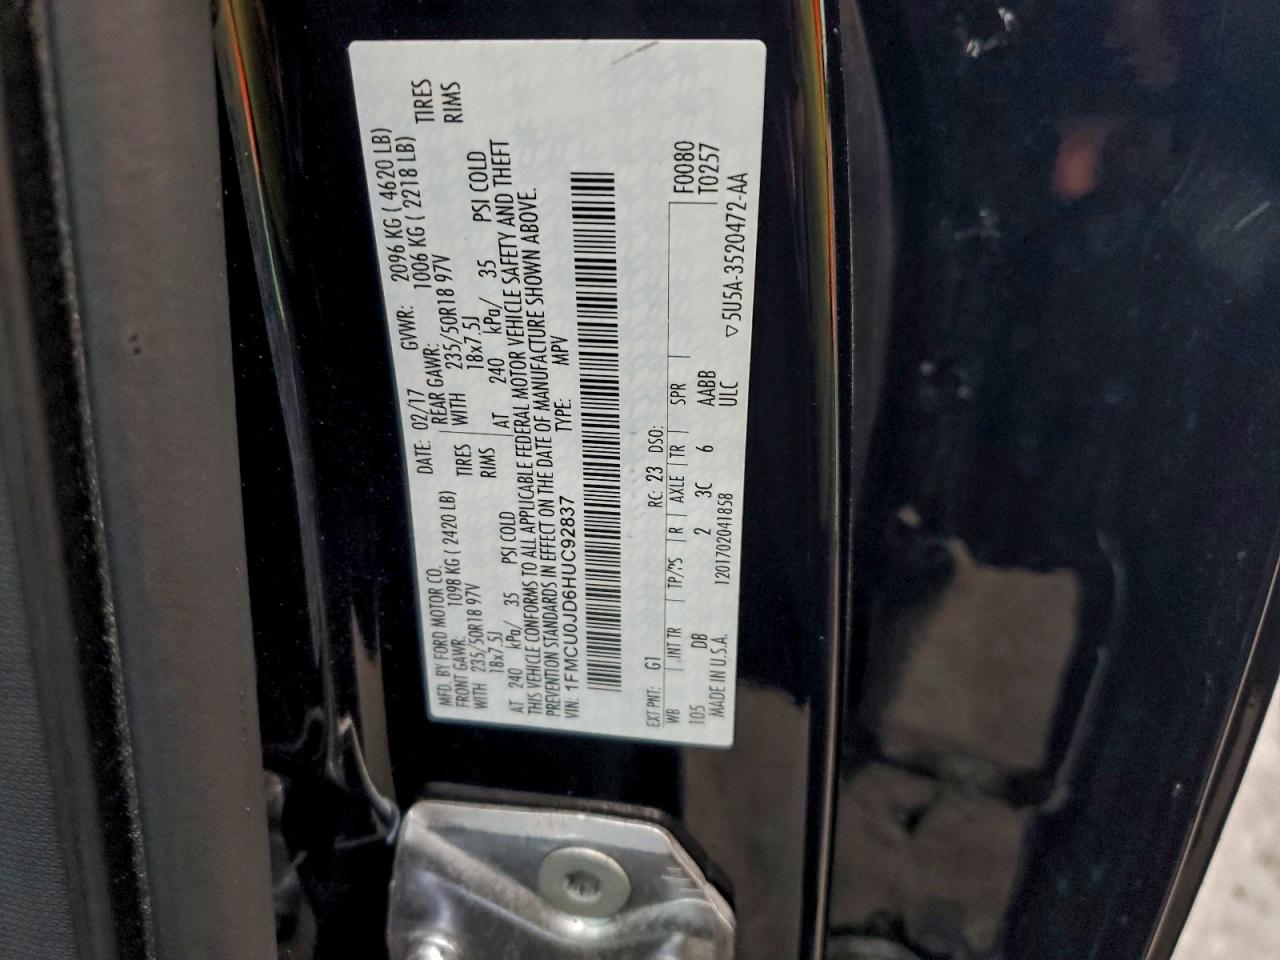 MFD. BY FORD MOTOR CO.
DATE: 02/17
GVWR: 2096 KG ( 4620 LB)
FRONT GAWR: 1098 KG ( 2420 LB)
REAR GAWR: 1006 KG ( 2218 LB)
WITH 235/50R18 97V TIRES
WITH 235/50R18 97V TIRES
18x7.5J RIMS
18x7.5J RIMS
AT 240 kPa/ 35 PSI COLD
AT 240 kPa/ 35 PSI COLD
THIS VEHICLE CONFORMS TO ALL APPLICABLE FEDERAL MOTOR VEHICLE SAFETY AND THEFT
PREVENTION STANDARDS IN EFFECT ON THE DATE OF MANUFACTURE SHOWN ABOVE.
VIN: 1FMCU0JD6HUC92837
TYPE: MPV
EXT PNT: G1 RC: 23 DSO:
WB INT TR TP/PS R AXLE TR SPR F0080
105 DB 2 3C 6 AABB T0257
MADE IN U.S.A. 1201702041858 ULC
▽5U5A-3520472-AA